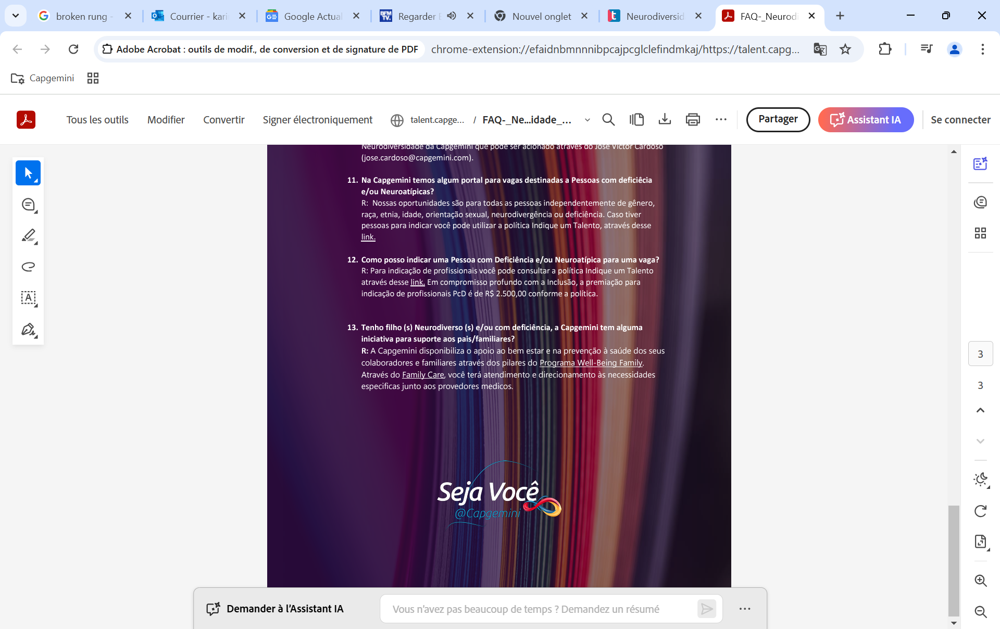 broken rung -
Courrier - kari
Google Actual
Regarder
Nouvel onglet
Neurodiversid
FAQ-_Neurodi
Adobe Acrobat : outils de modif., de conversion et de signature de PDF
chrome-extension://efaidnbmnnnibpcajpcglclefindmkaj/https://talent.capg...
Capgemini
Tous les outils
Modifier
Convertir
Signer électroniquement
talent.capge... / FAQ-_Ne...idade_...
Partager
Assistant IA
Se connecter
Neurodiversidade da Capgemini que pode ser acionado através do José Victor Cardoso
(jose.cardoso@capgemini.com).
11. Na Capgemini temos algum portal para vagas destinadas a Pessoas com deficiêcia
e/ou Neuroatípicas?
R: Nossas oportunidades são para todas as pessoas independentemente de gênero,
raça, etnia, idade, orientação sexual, neurodivergência ou deficiência. Caso tiver
pessoas para indicar você pode utilizar a política Indique um Talento, através desse
link.
12. Como posso indicar uma Pessoa com Deficiência e/ou Neuroatípica para uma vaga?
R: Para indicação de profissionais você pode consultar a política Indique um Talento
através desse link. Em compromisso profundo com a Inclusão, a premiação para
indicação de profissionais PcD é de R$ 2.500,00 conforme a política.
13. Tenho filho (s) Neurodiverso (s) e/ou com deficiência, a Capgemini tem alguma
iniciativa para suporte aos pais/familiares?
R: A Capgemini disponibiliza o apoio ao bem estar e na prevenção à saúde dos seus
colaboradores e familiares através dos pilares do Programa Well-Being Family.
Através do Family Care, você terá atendimento e direcionamento às necessidades
especificas junto aos provedores medicos.
Seja Você
@Capgemini
3
3
Demander à l'Assistant IA
Vous n'avez pas beaucoup de temps ? Demandez un résumé